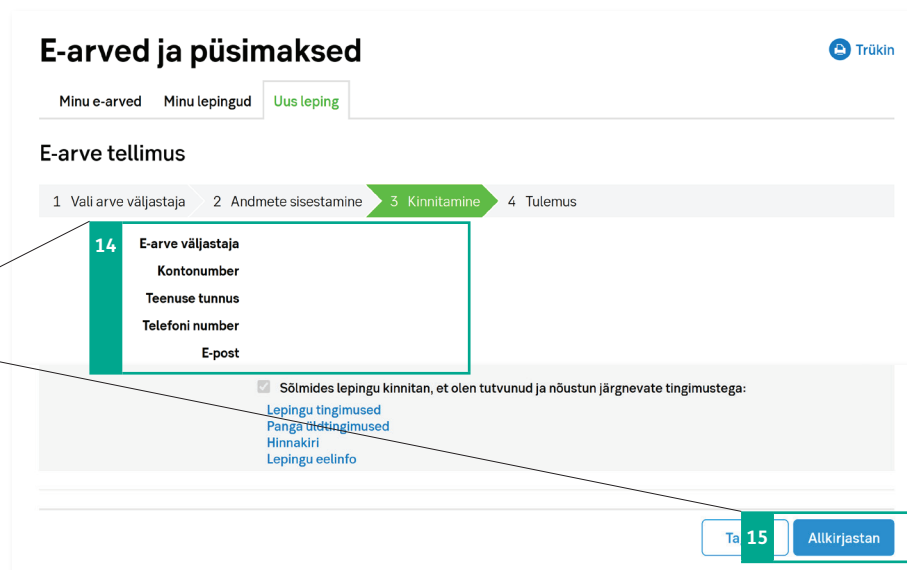 E-arved ja püsimaksed
Trükin
Minu e-arved Minu lepingud Uus leping
E-arve tellimus
1 Vali arve väljastaja 2 Andmete sisestamine 3 Kinnitamine 4 Tulemus
14 E-arve väljastaja
Kontonumber
Teenuse tunnus
Telefoni number
E-post
Sõlmides lepingu kinnitan, et olen tutvunud ja nõustun järgnevate tingimustega:
Lepingu tingimused
Panga üldtingimused
Hinnakiri
Lepingu eelinfo
15 Allkirjastan